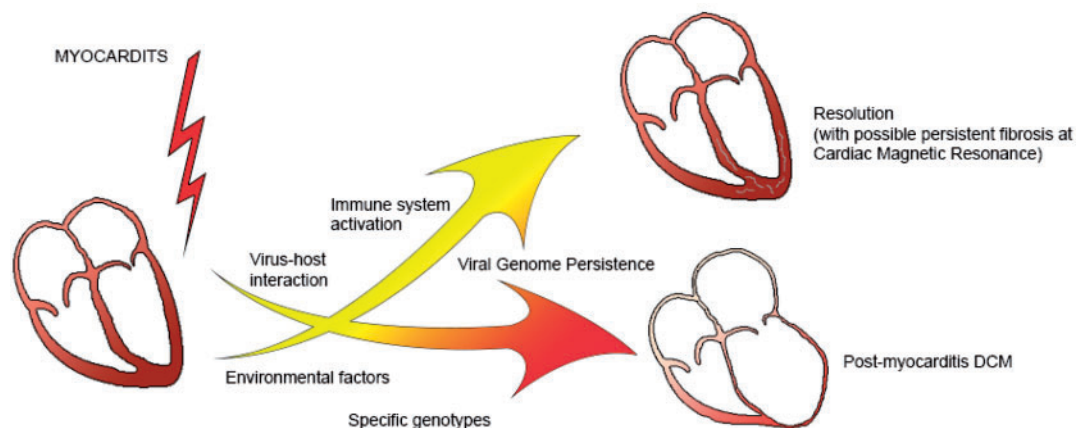 MYOCARDITS
Resolution
(with possible persistent fibrosis at
Cardiac Magnetic Resonance)
Immune system
activation
Virus-host
interaction
Viral Genome Persistence
Environmental factors
Specific genotypes
Post-myocarditis DCM